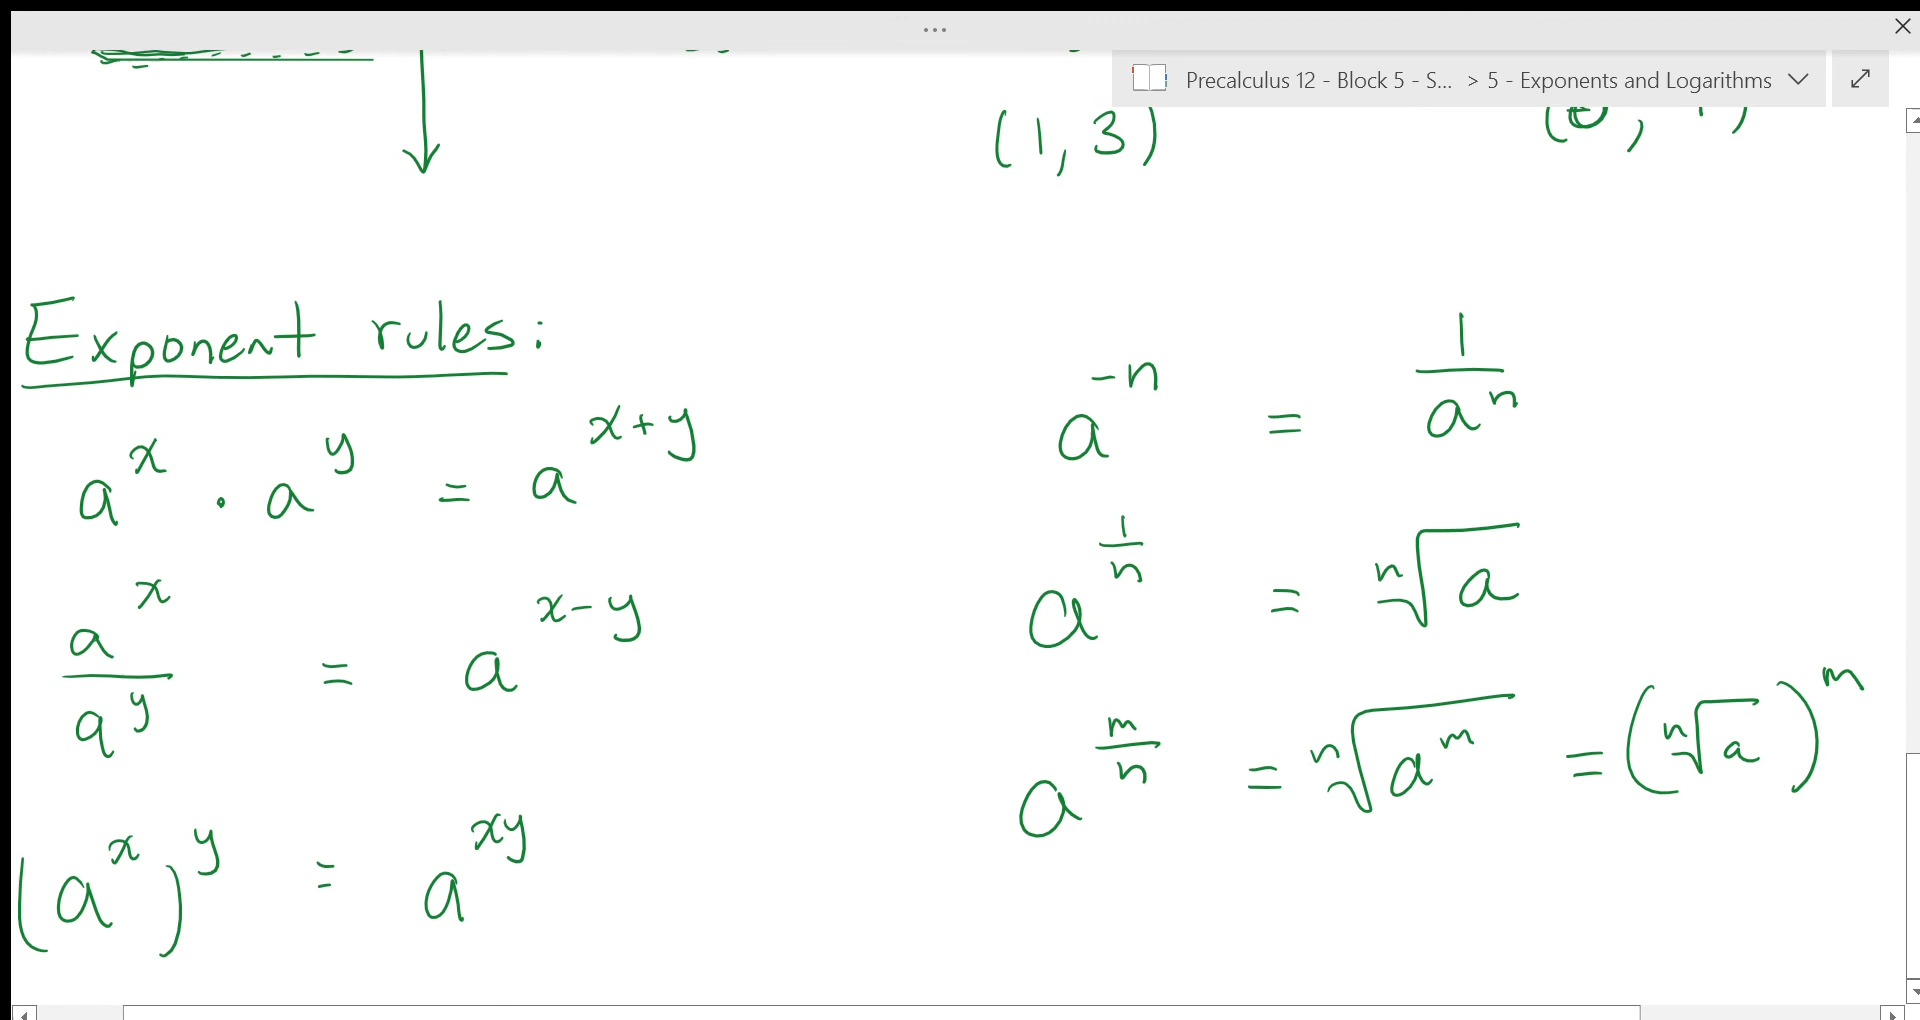 Precalculus 12 - Block 5 - S... > 5 - Exponents and Logarithms
(1, 3)
Exponent rules:
a^x · a^y = a^(x+y)
a^x / a^y = a^(x-y)
(a^x)^y = a^(xy)
a^(-n) = 1/a^n
a^(1/n) = ⁿ√a
a^(m/n) = ⁿ√(a^m) = (ⁿ√a)^m